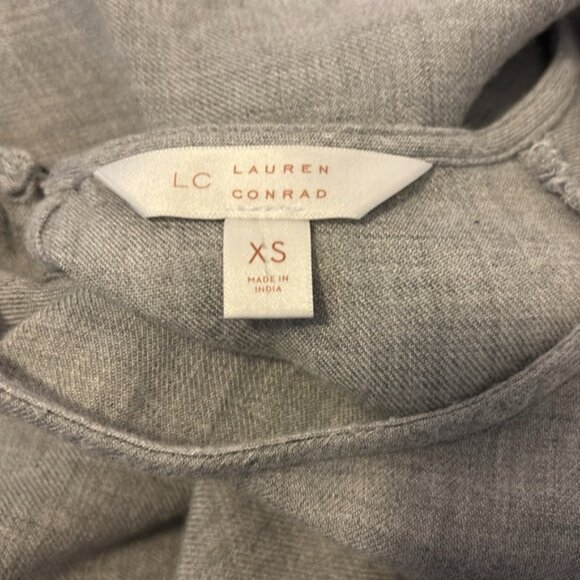 LC LAUREN
CONRAD
XS
MADE IN
INDIA